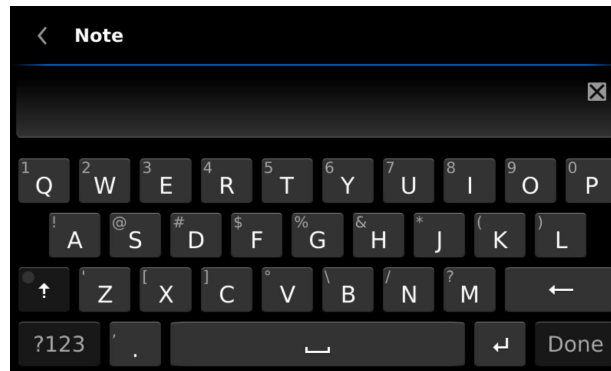 Note
1 Q 2 W 3 E 4 R 5 T 6 Y 7 U 8 I 9 O 0 P
! A @ S # D $ F % G & H * J ( K ) L
' Z [ X ] C ° V \ B / N ? M
?123 ' . Done